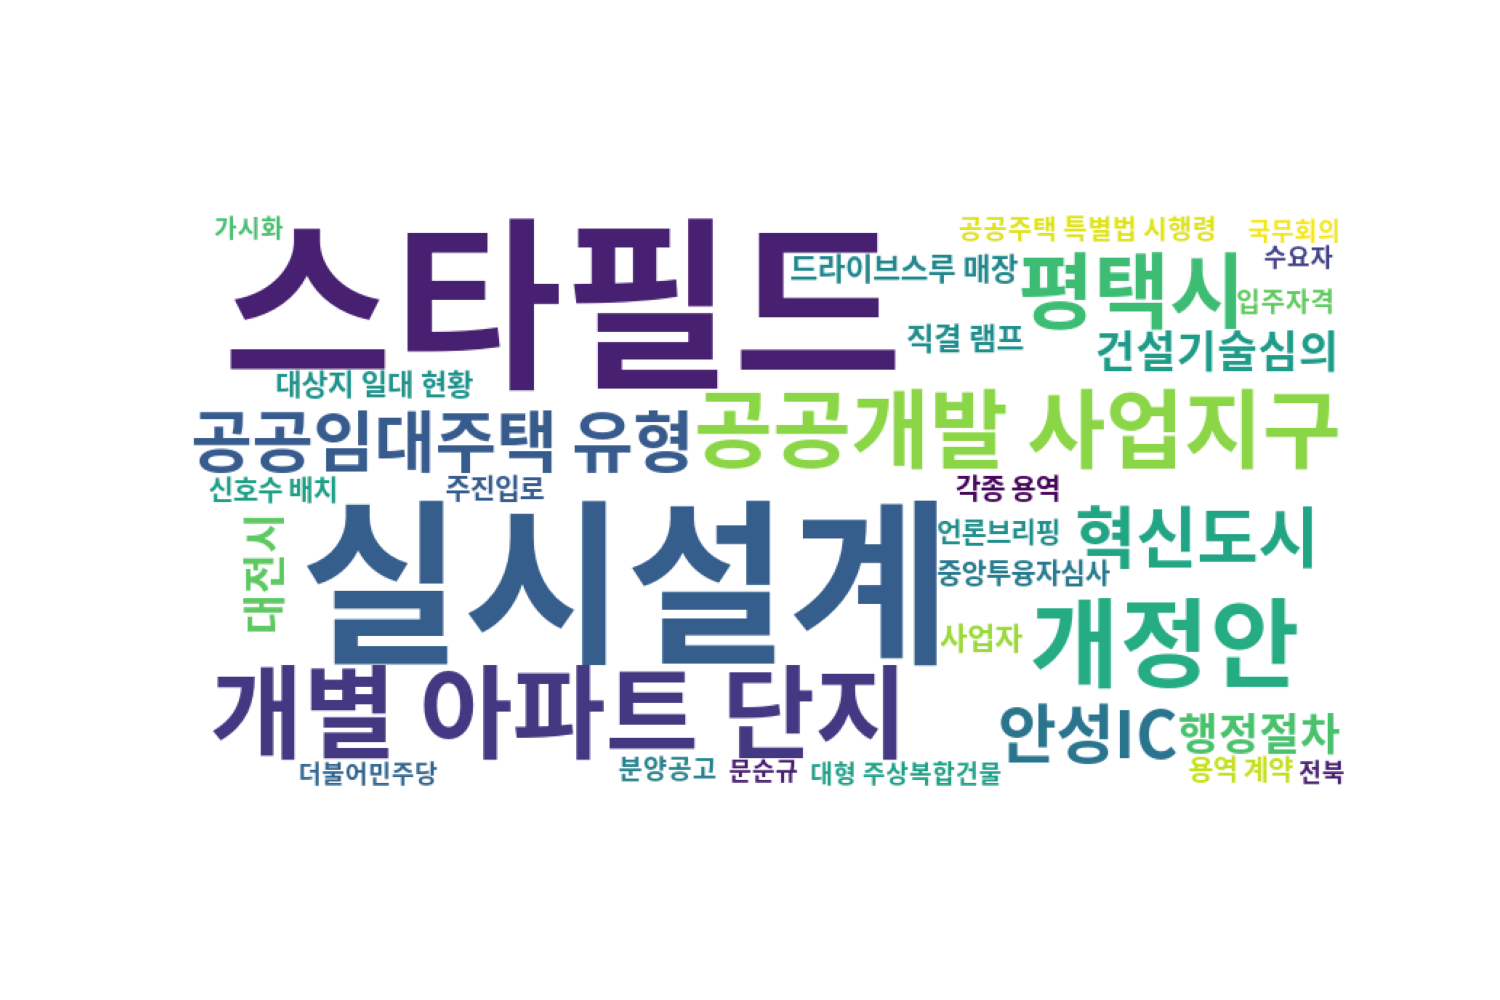 가시화
스타필드
공공주택 특별법 시행령
국무회의
수요자
드라이브스루 매장
평택시
입주자격
직결 램프
건설기술심의
대상지 일대 현황
공공임대주택 유형
공공개발 사업지구
신호수 배치
주진입로
각종 용역
대전시
실시설계
언론브리핑
혁신도시
중앙투융자심사
사업자
개정안
개별 아파트 단지
안성IC
행정절차
더불어민주당
분양공고
문순규
대형 주상복합건물
용역 계약
전북